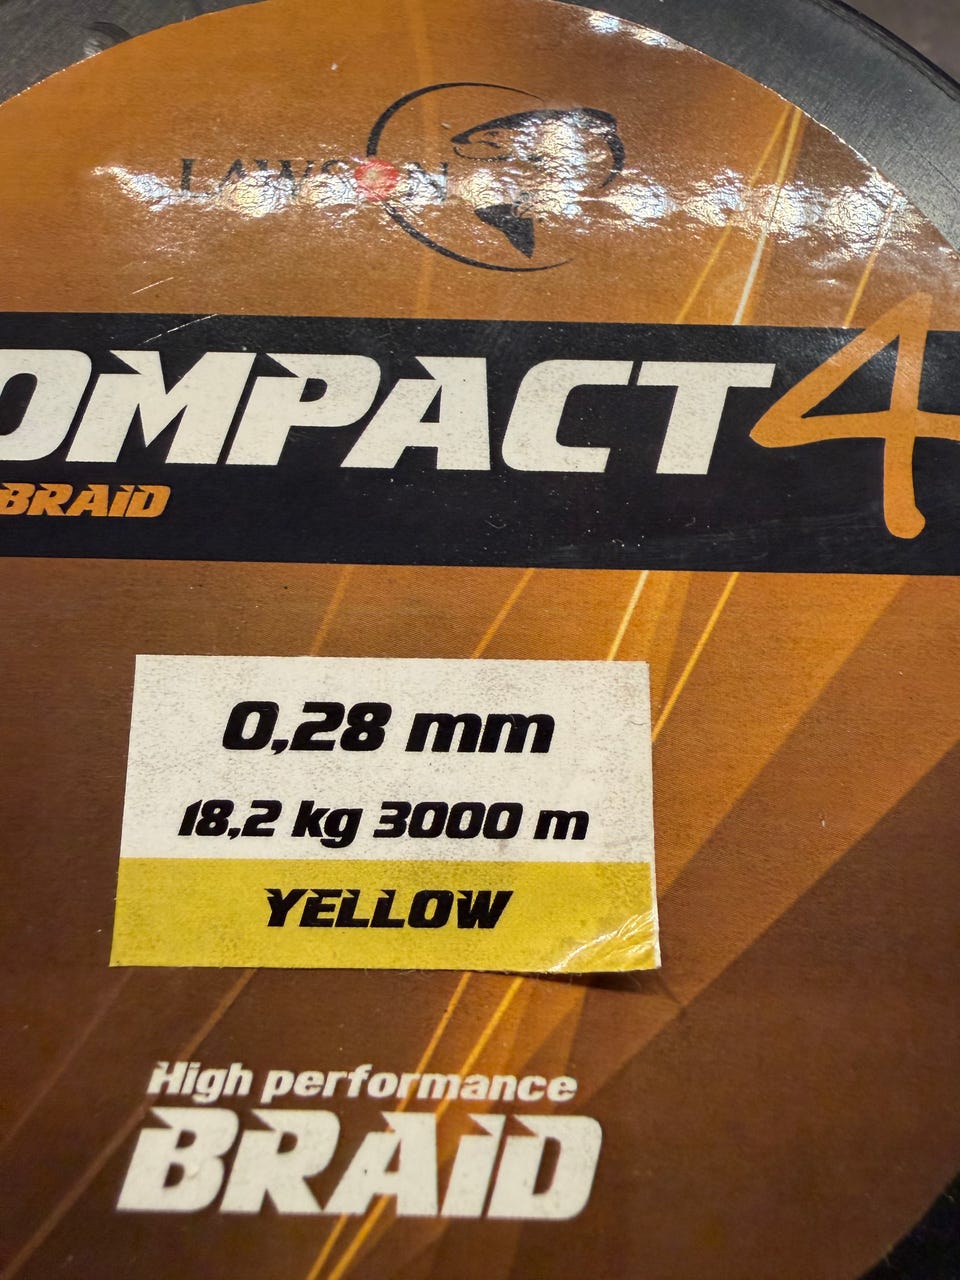 LAWSON
OMPACT4
BRAID
0,28 mm
18,2 kg 3000 m
YELLOW
High performance
BRAID